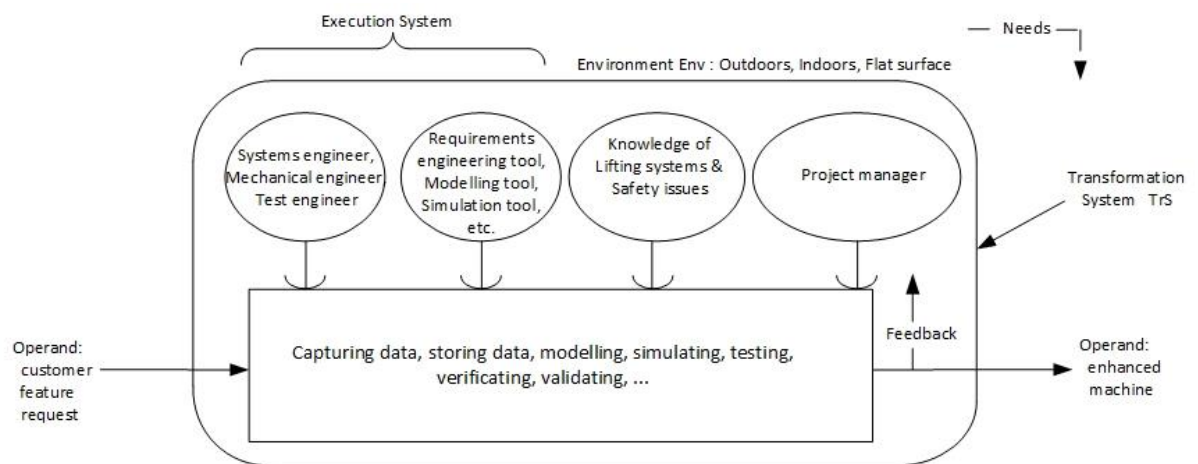 Execution System
Needs
Environment Env : Outdoors, Indoors, Flat surface
Systems engineer,
Mechanical engineer,
Test engineer
Requirements
engineering tool,
Modelling tool,
Simulation tool,
etc.
Knowledge of
Lifting systems &
Safety issues
Project manager
Transformation
System TrS
Operand:
customer
feature
request
Capturing data, storing data, modelling, simulating, testing,
verificating, validating, ...
Feedback
Operand:
enhanced
machine